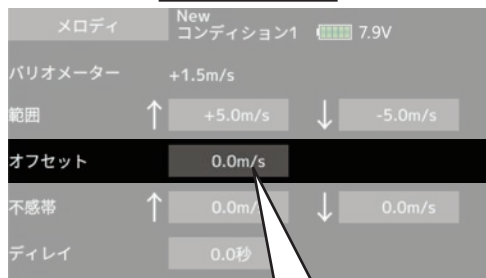 メロディ
New
コンディション1 7.9V
バリオメーター +1.5m/s
範囲 ↑ +5.0m/s ↓ -5.0m/s
オフセット 0.0m/s
不感帯 ↑ 0.0m/ ↓ 0.0m/s
ディレイ 0.0秒